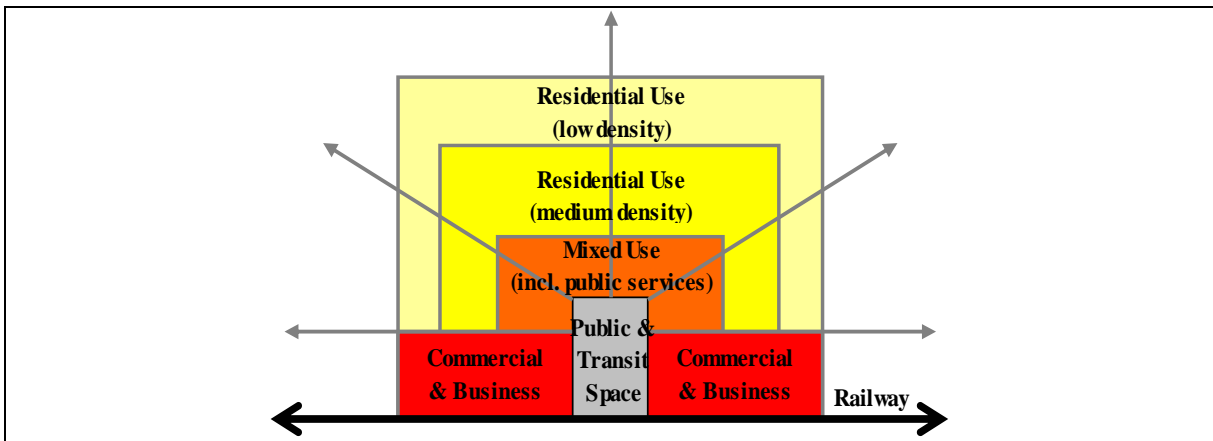 Residential Use
(low density)
Residential Use
(medium density)
Mixed Use
(incl. public services)
Public &
Transit
Space
Commercial
& Business
Commercial
& Business
Railway